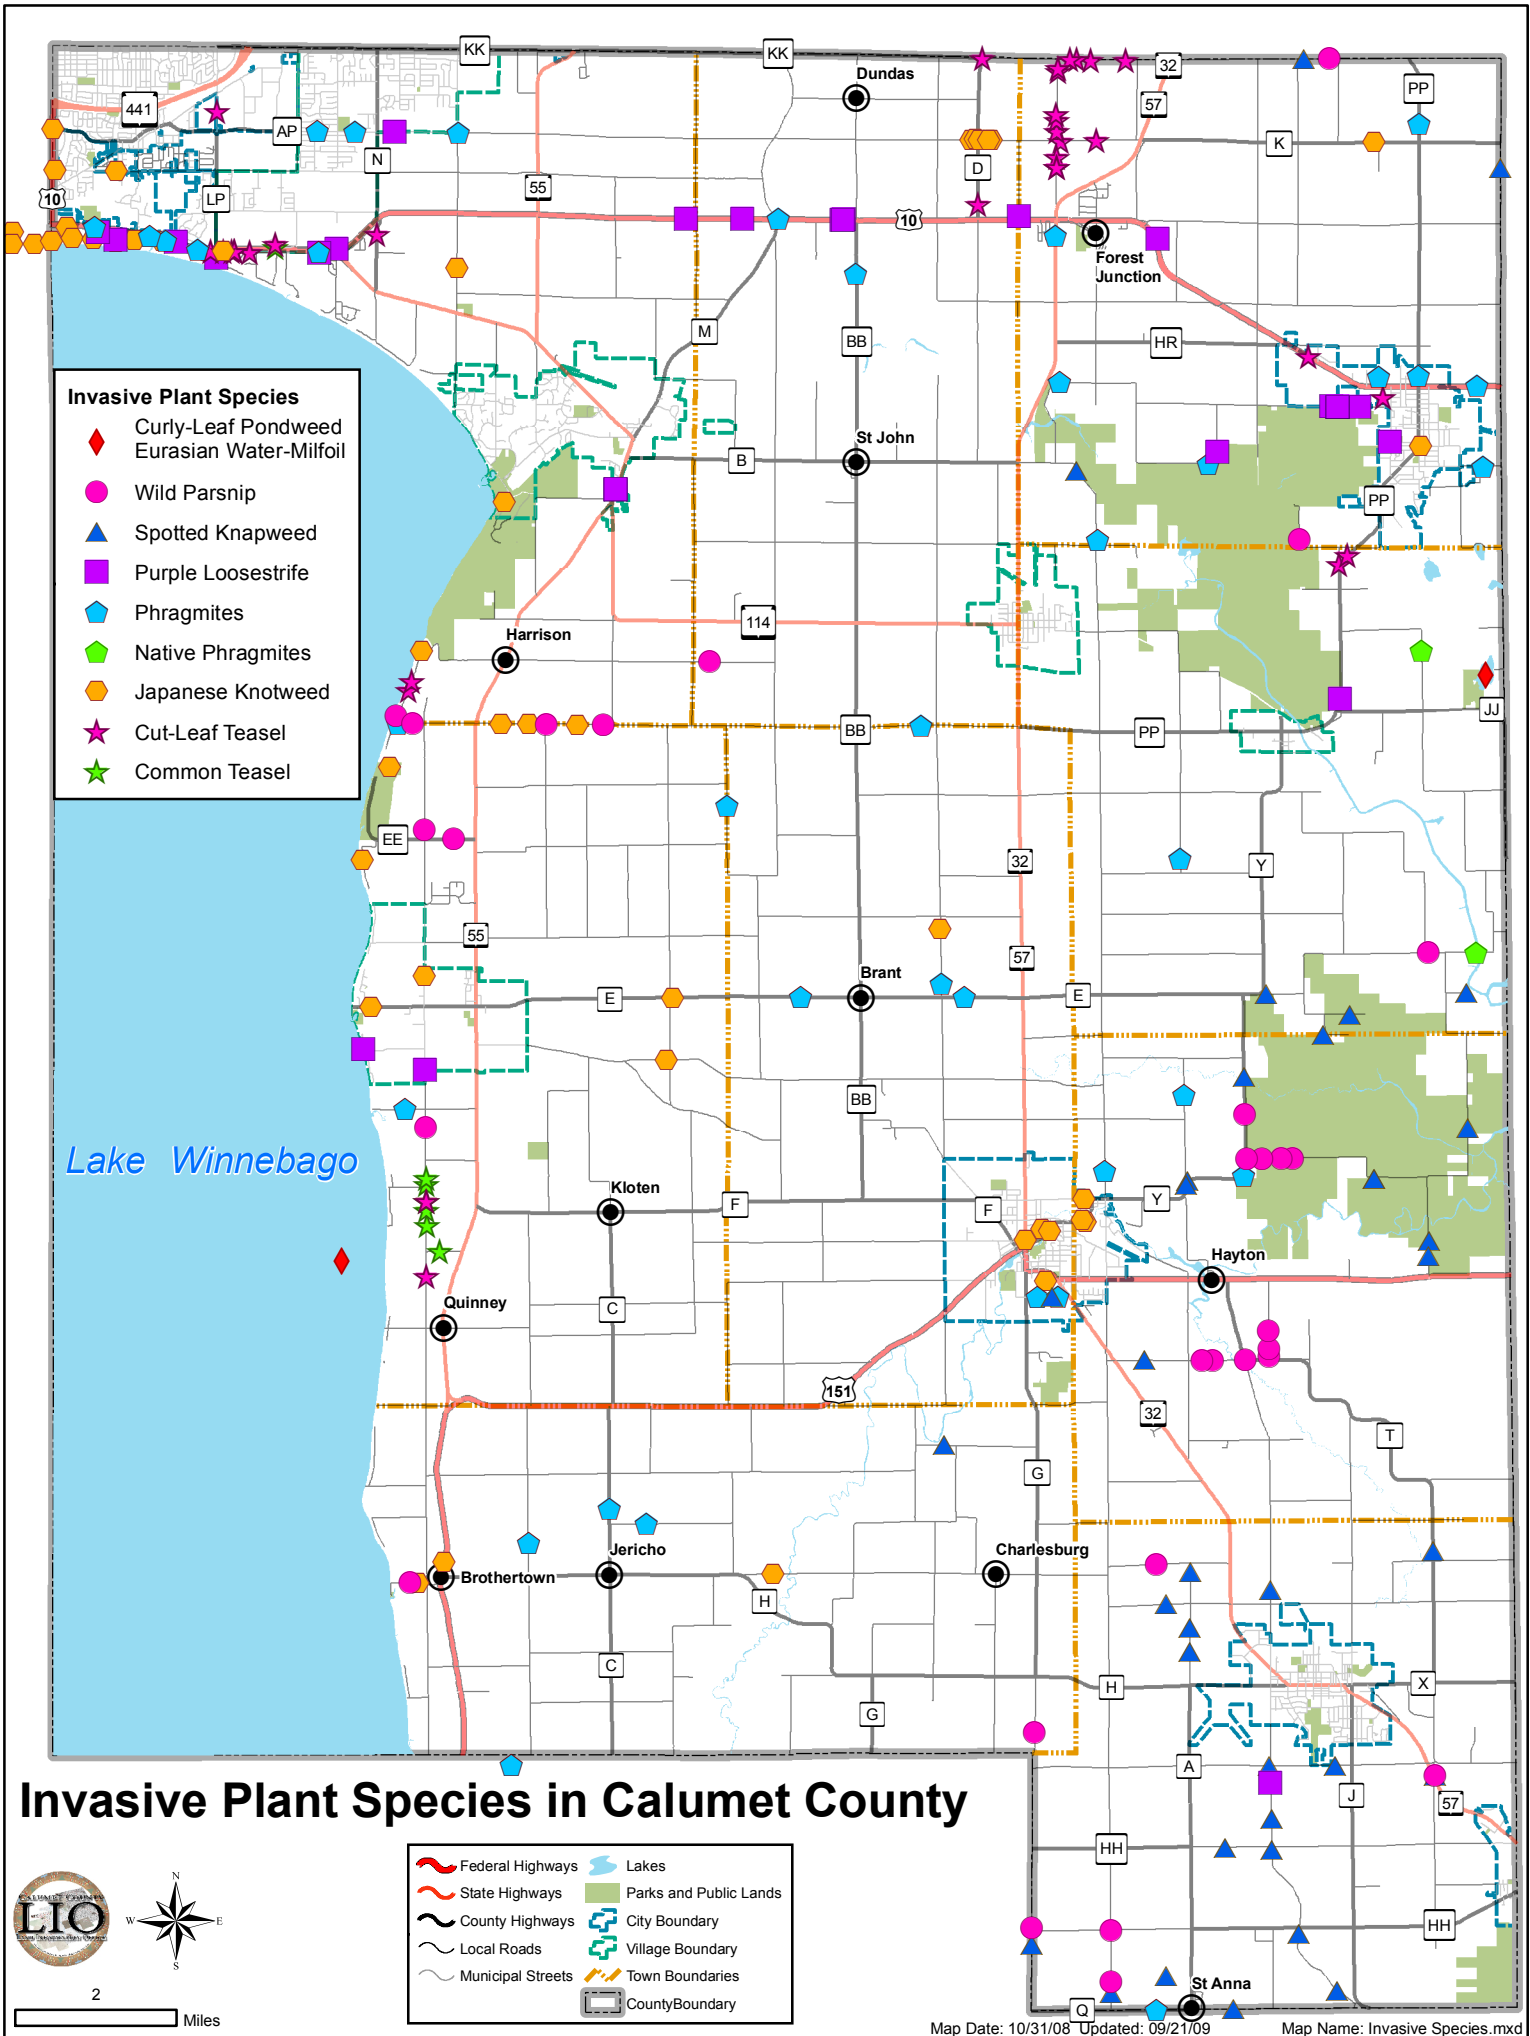 KK
KK
32
Dundas
PP
441
57
AP
N
K
D
55
LP
10
10
Forest
Junction
M
BB
HR
Invasive Plant Species
Curly-Leaf Pondweed
Eurasian Water-Milfoil
Wild Parsnip
Spotted Knapweed
Purple Loosestrife
Phragmites
Native Phragmites
Japanese Knotweed
Cut-Leaf Teasel
Common Teasel
St John
B
PP
114
Harrison
JJ
BB
PP
EE
32
Y
55
57
Brant
E
E
BB
Lake Winnebago
Kloten
F
F
Y
Hayton
Quinney
C
151
32
T
G
Jericho
Charlesburg
Brothertown
H
C
H
X
G
A
J
57
Invasive Plant Species in Calumet County
HH
HH
Federal Highways
State Highways
County Highways
Local Roads
Municipal Streets
Lakes
Parks and Public Lands
City Boundary
Village Boundary
Town Boundaries
CountyBoundary
CALUMET COUNTY
LIO
N
W E
S
2
Miles
St Anna
Q
Map Date: 10/31/08 Updated: 09/21/09
Map Name: Invasive Species.mxd